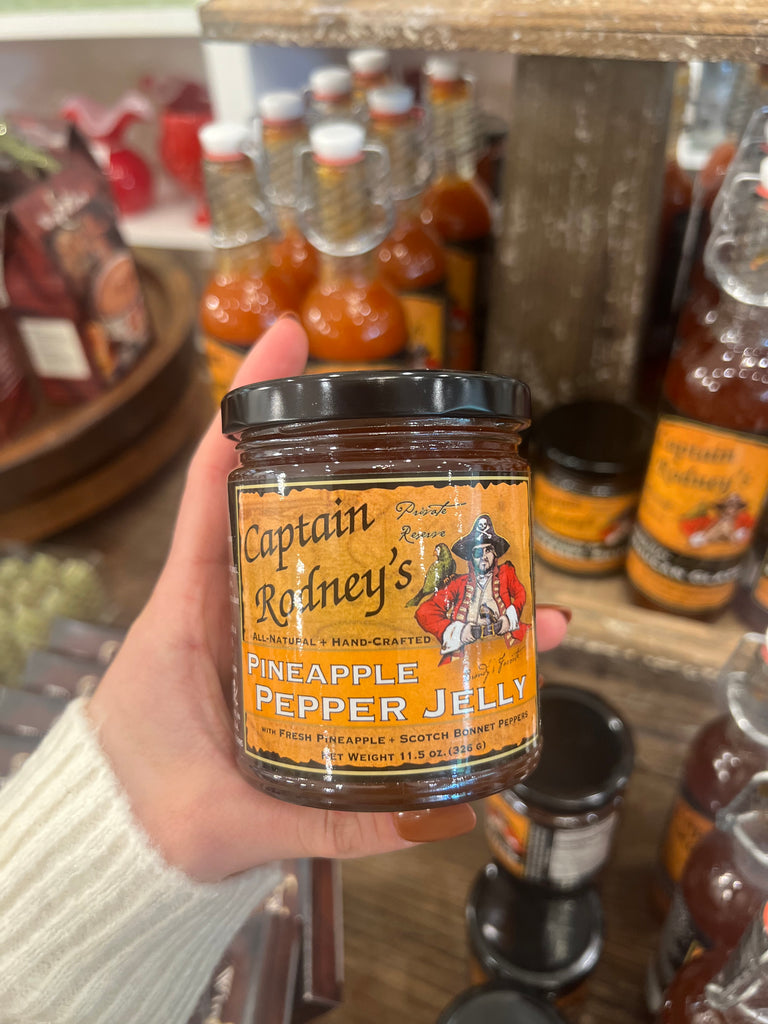 Captain
Rodney's
Private
Reserve
All-Natural + Hand-Crafted
Pineapple
Pepper Jelly
with Fresh Pineapple + Scotch Bonnet Peppers
Net Weight 11.5 oz. (326 g)
Captain
Rodney's